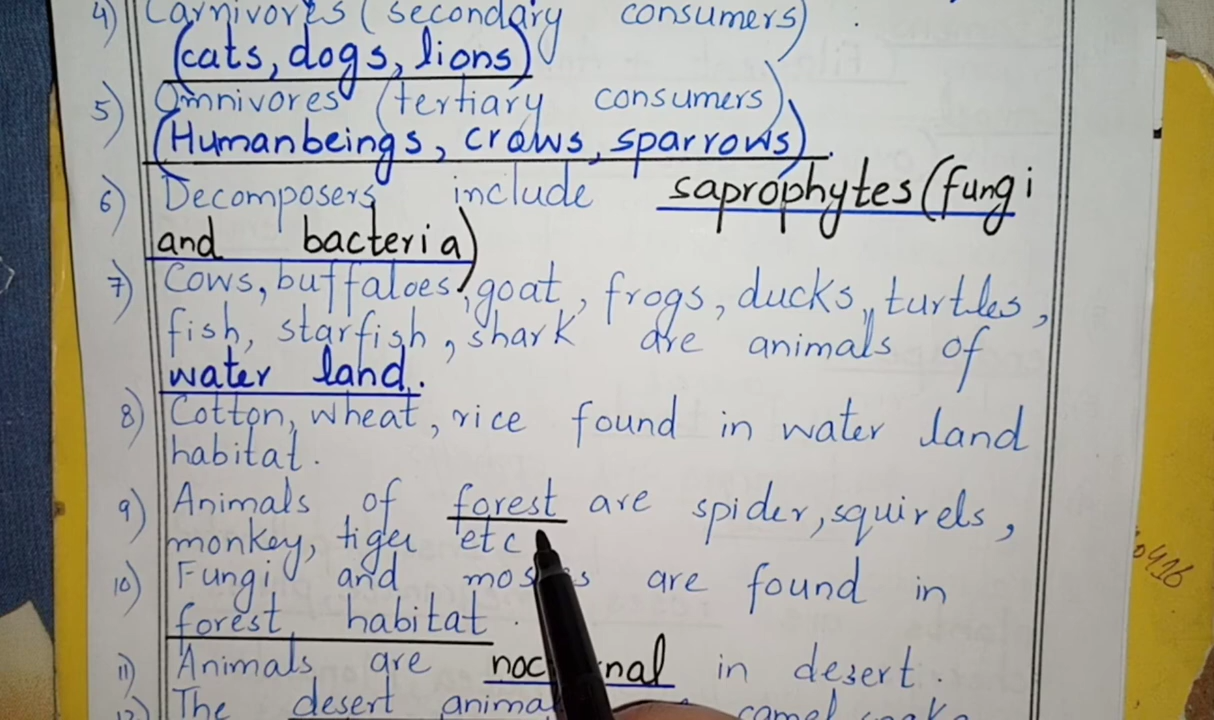 4) Carnivores (secondary consumers)
(cats, dogs, lions)
5) Omnivores (tertiary consumers)
(Humanbeings, crows, sparrows).
6) Decomposers include saprophytes (fungi
and bacteria)
7) Cows, buffaloes, goat, frogs, ducks, turtles,
fish, starfish, shark are animals of
water land.
8) Cotton, wheat, rice found in water land
habitat.
9) Animals of forest are spider, squirels,
monkey, tiger etc
10) Fungi and are found in
forest habitat.
11) Animals are in desert.
12) The desert camel